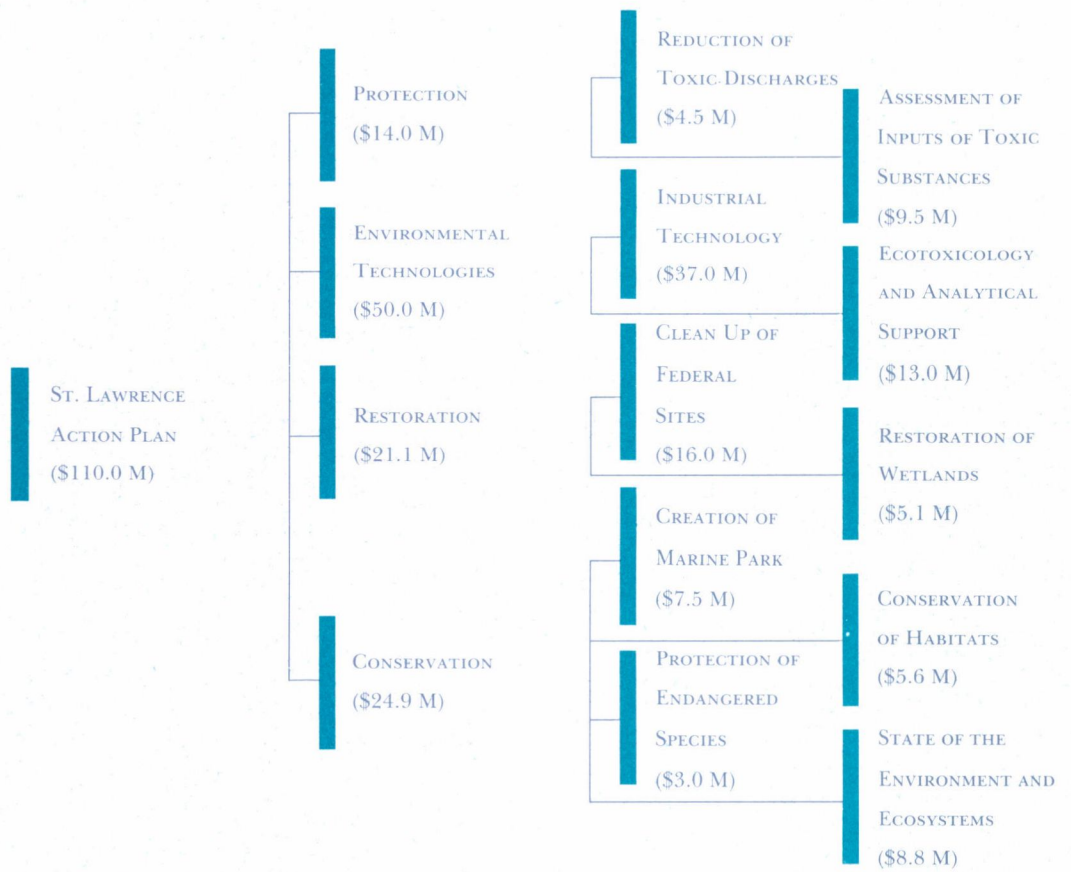 St. Lawrence
Action Plan
($110.0 M)
Protection
($14.0 M)
Environmental
Technologies
($50.0 M)
Restoration
($21.1 M)
Conservation
($24.9 M)
Reduction of
Toxic Discharges
($4.5 M)
Assessment of
Inputs of Toxic
Substances
($9.5 M)
Industrial
Technology
($37.0 M)
Ecotoxicology
and Analytical
Support
($13.0 M)
Clean Up of
Federal
Sites
($16.0 M)
Restoration of
Wetlands
($5.1 M)
Creation of
Marine Park
($7.5 M)
Conservation
of Habitats
($5.6 M)
Protection of
Endangered
Species
($3.0 M)
State of the
Environment and
Ecosystems
($8.8 M)